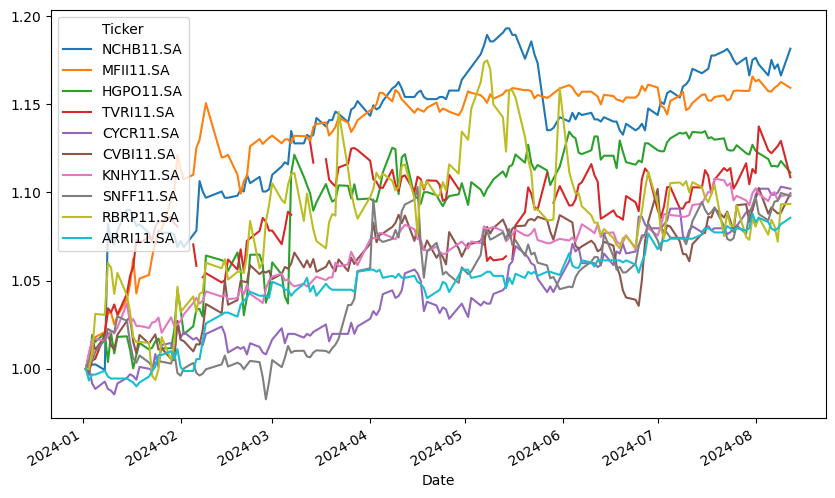 Ticker
NCHB11.SA
MFII11.SA
HGPO11.SA
TVRI11.SA
CYCR11.SA
CVBI11.SA
KNHY11.SA
SNFF11.SA
RBRP11.SA
ARRI11.SA
1.20
1.15
1.10
1.05
1.00
2024-01
2024-02
2024-03
2024-04
2024-05
2024-06
2024-07
2024-08
Date